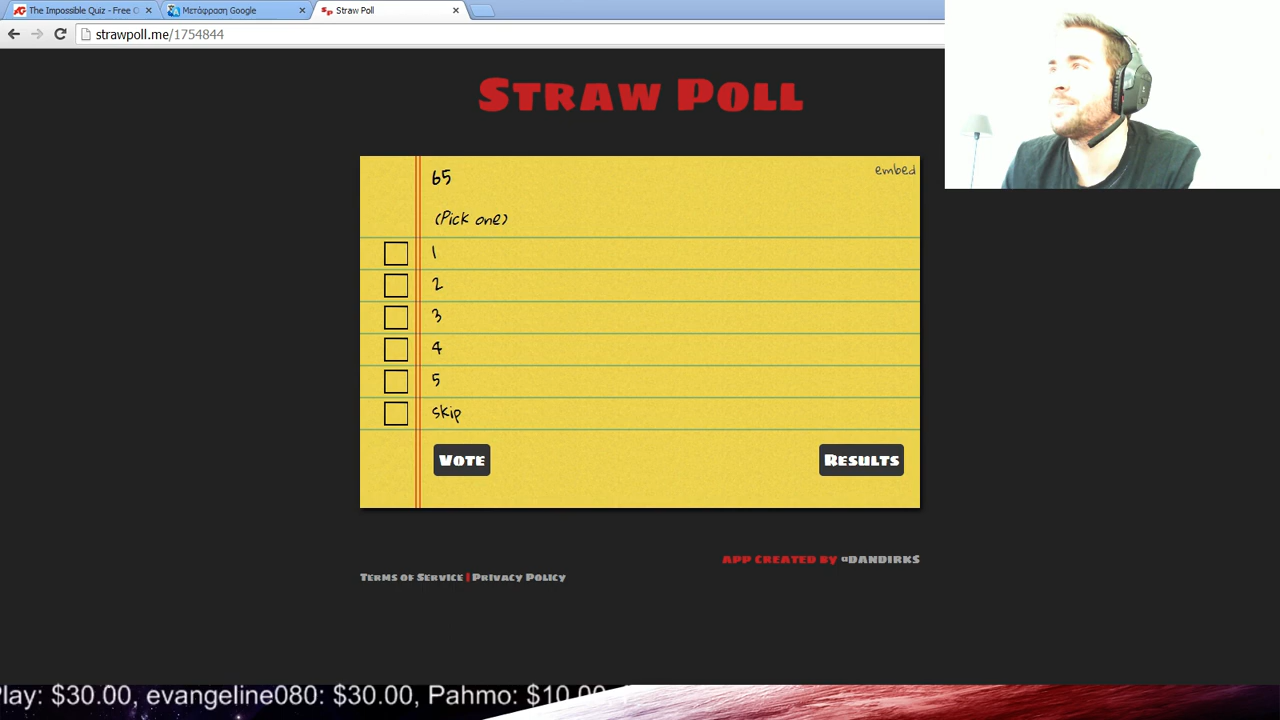 The Impossible Quiz - Free O
Μετάφραση Google
Straw Poll
strawpoll.me/1754844
Straw Poll
65
embed
(Pick one)
1
2
3
4
5
skip
Vote
Results
App created by @dandirks
Terms of Service | Privacy Policy
Play: $30.00, evangeline080: $30.00, Pahmo: $10.00,